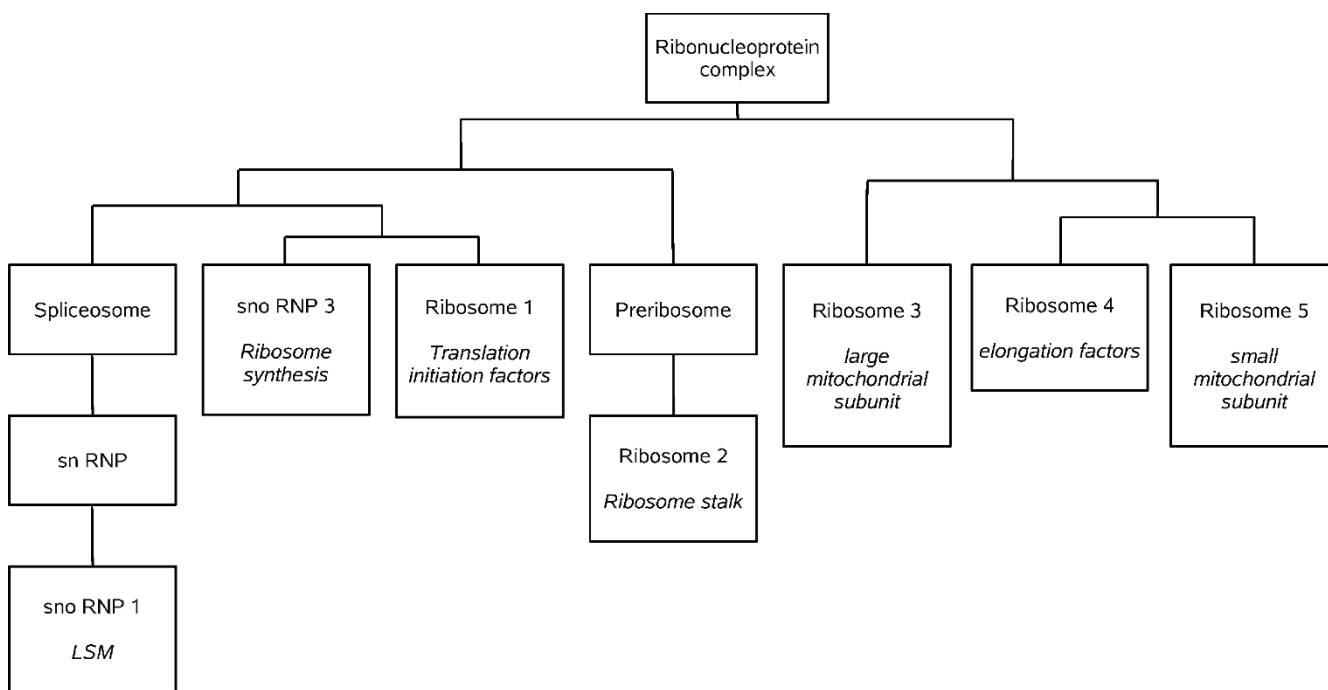 Ribonucleoprotein
complex
Spliceosome
sno RNP 3
Ribosome
synthesis
Ribosome 1
Translation
initiation factors
Preribosome
Ribosome 3
large
mitochondrial
subunit
Ribosome 4
elongation factors
Ribosome 5
small
mitochondrial
subunit
sn RNP
Ribosome 2
Ribosome stalk
sno RNP 1
LSM